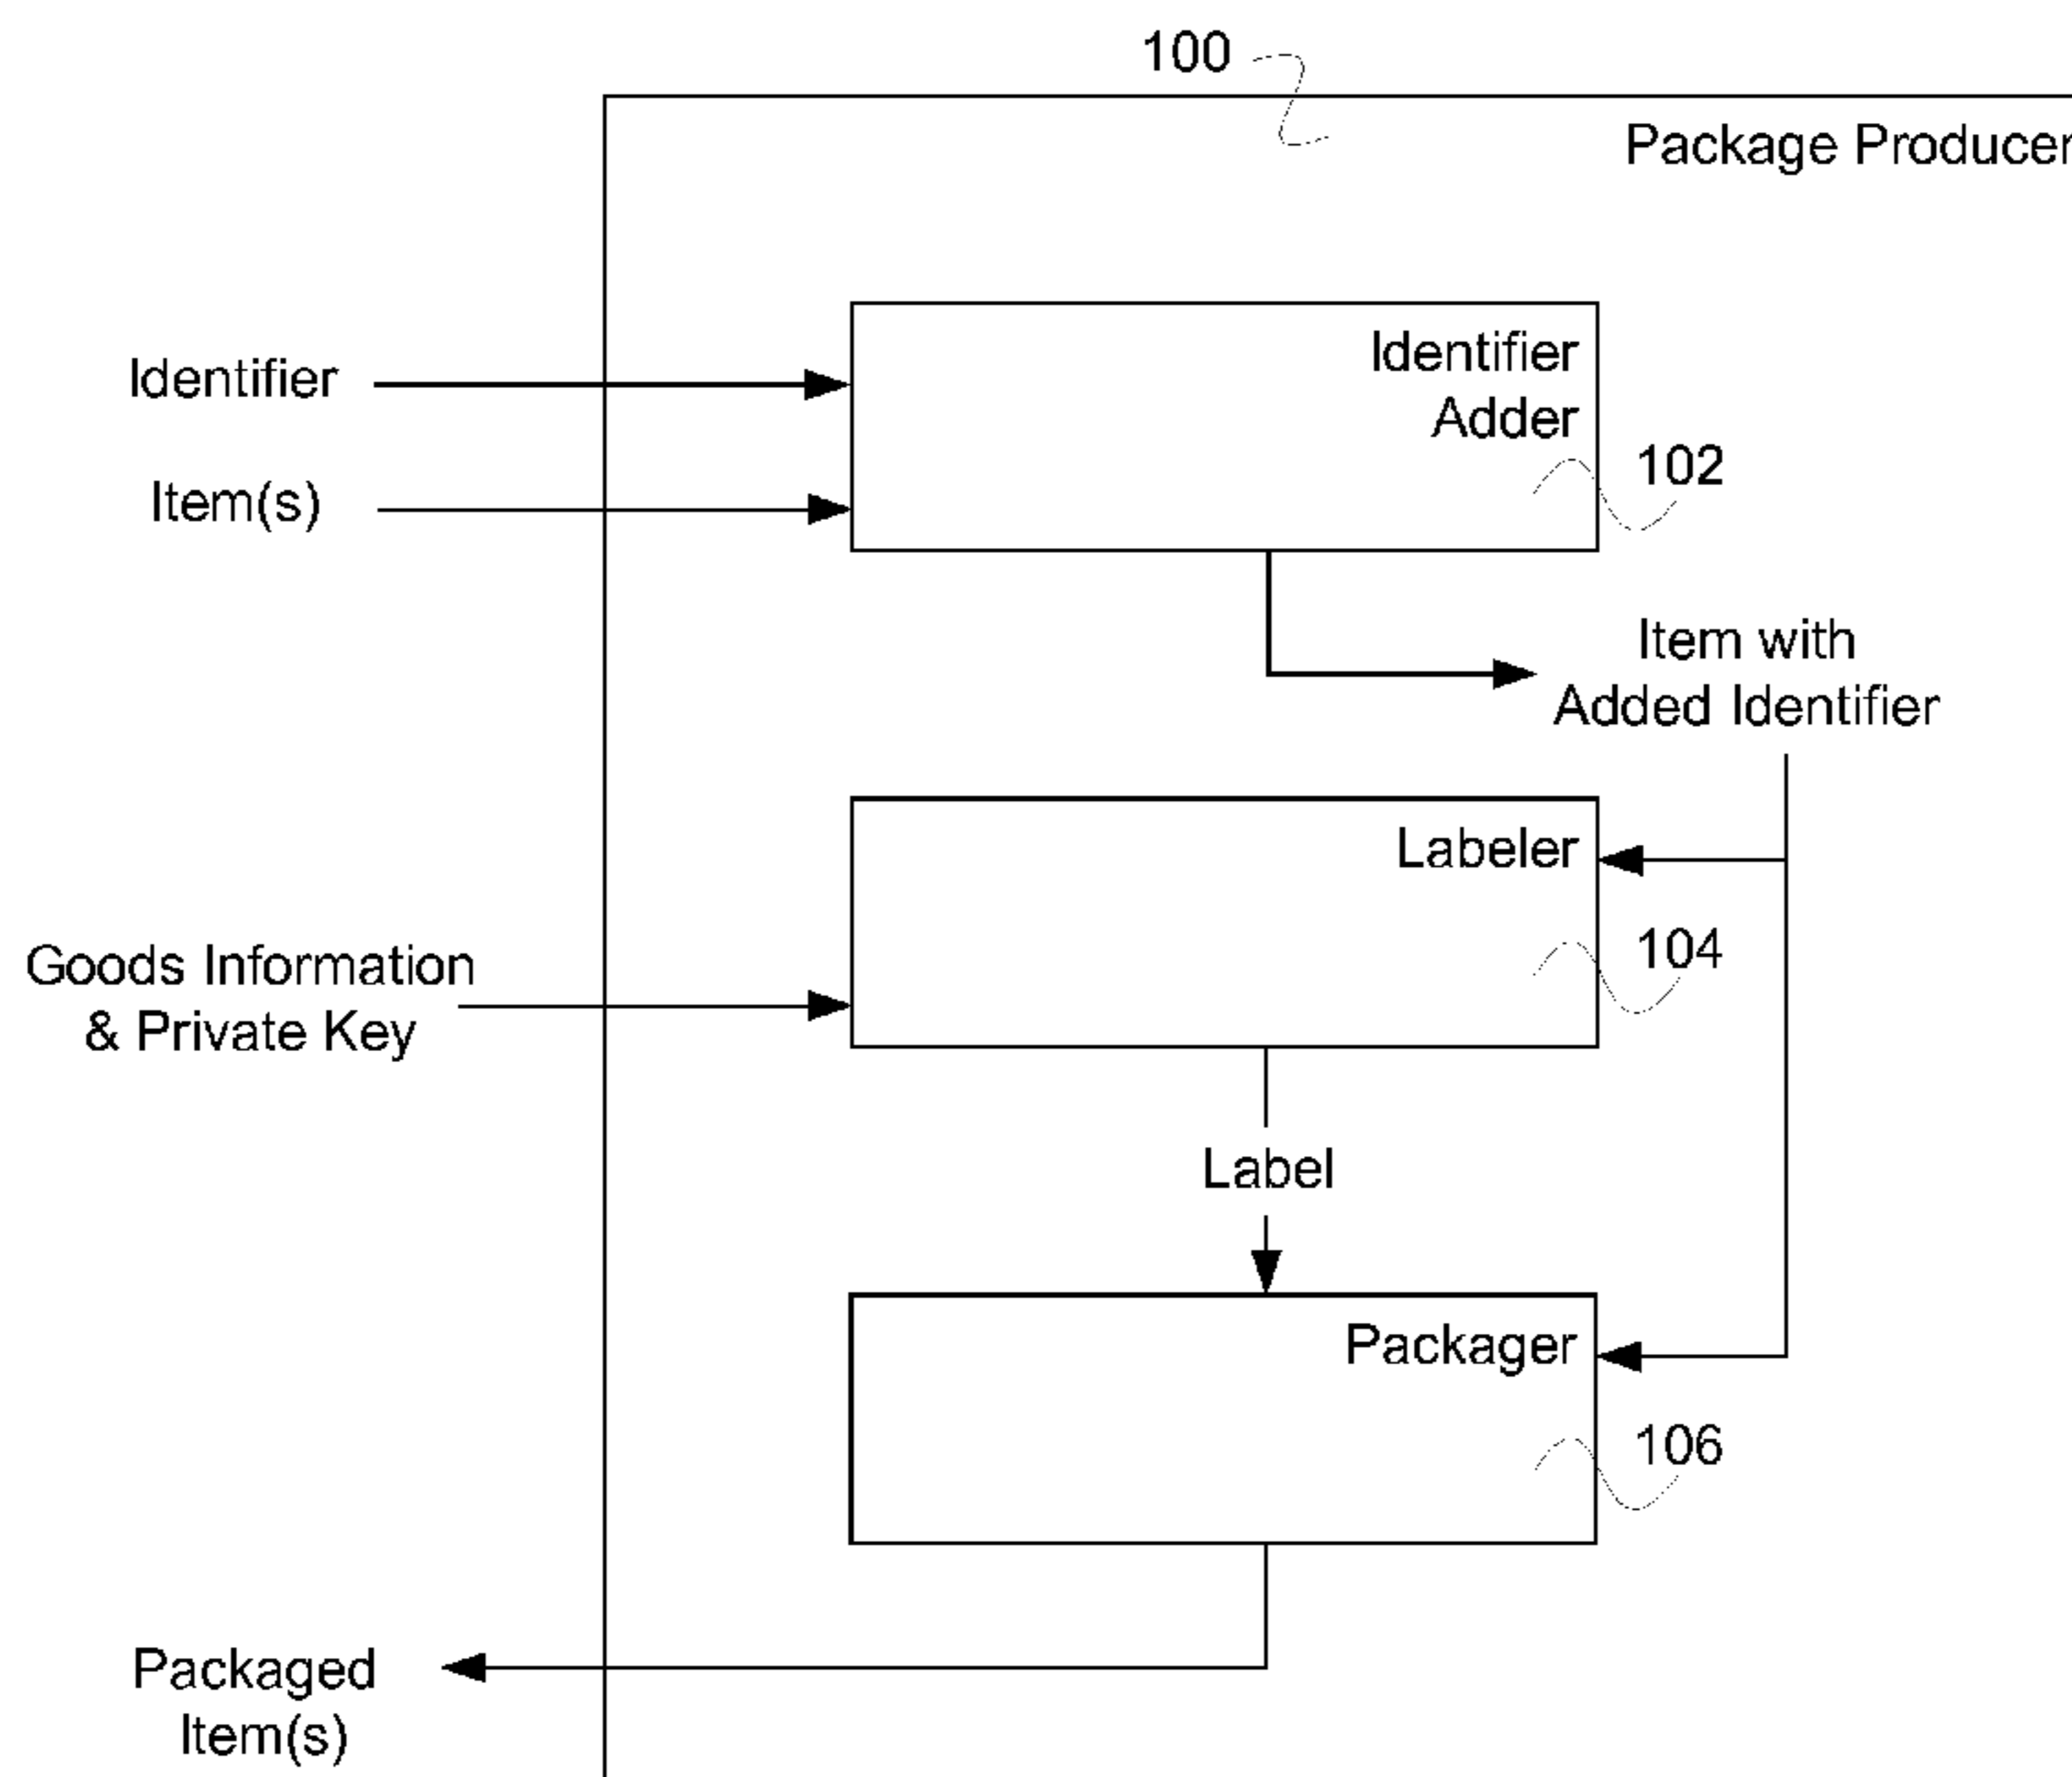 100
Package Producer
Identifier
Adder
Identifier
102
Item(s)
Item with
Added Identifier
Labeler
104
Goods Information
& Private Key
Label
Packager
106
Packaged
Item(s)